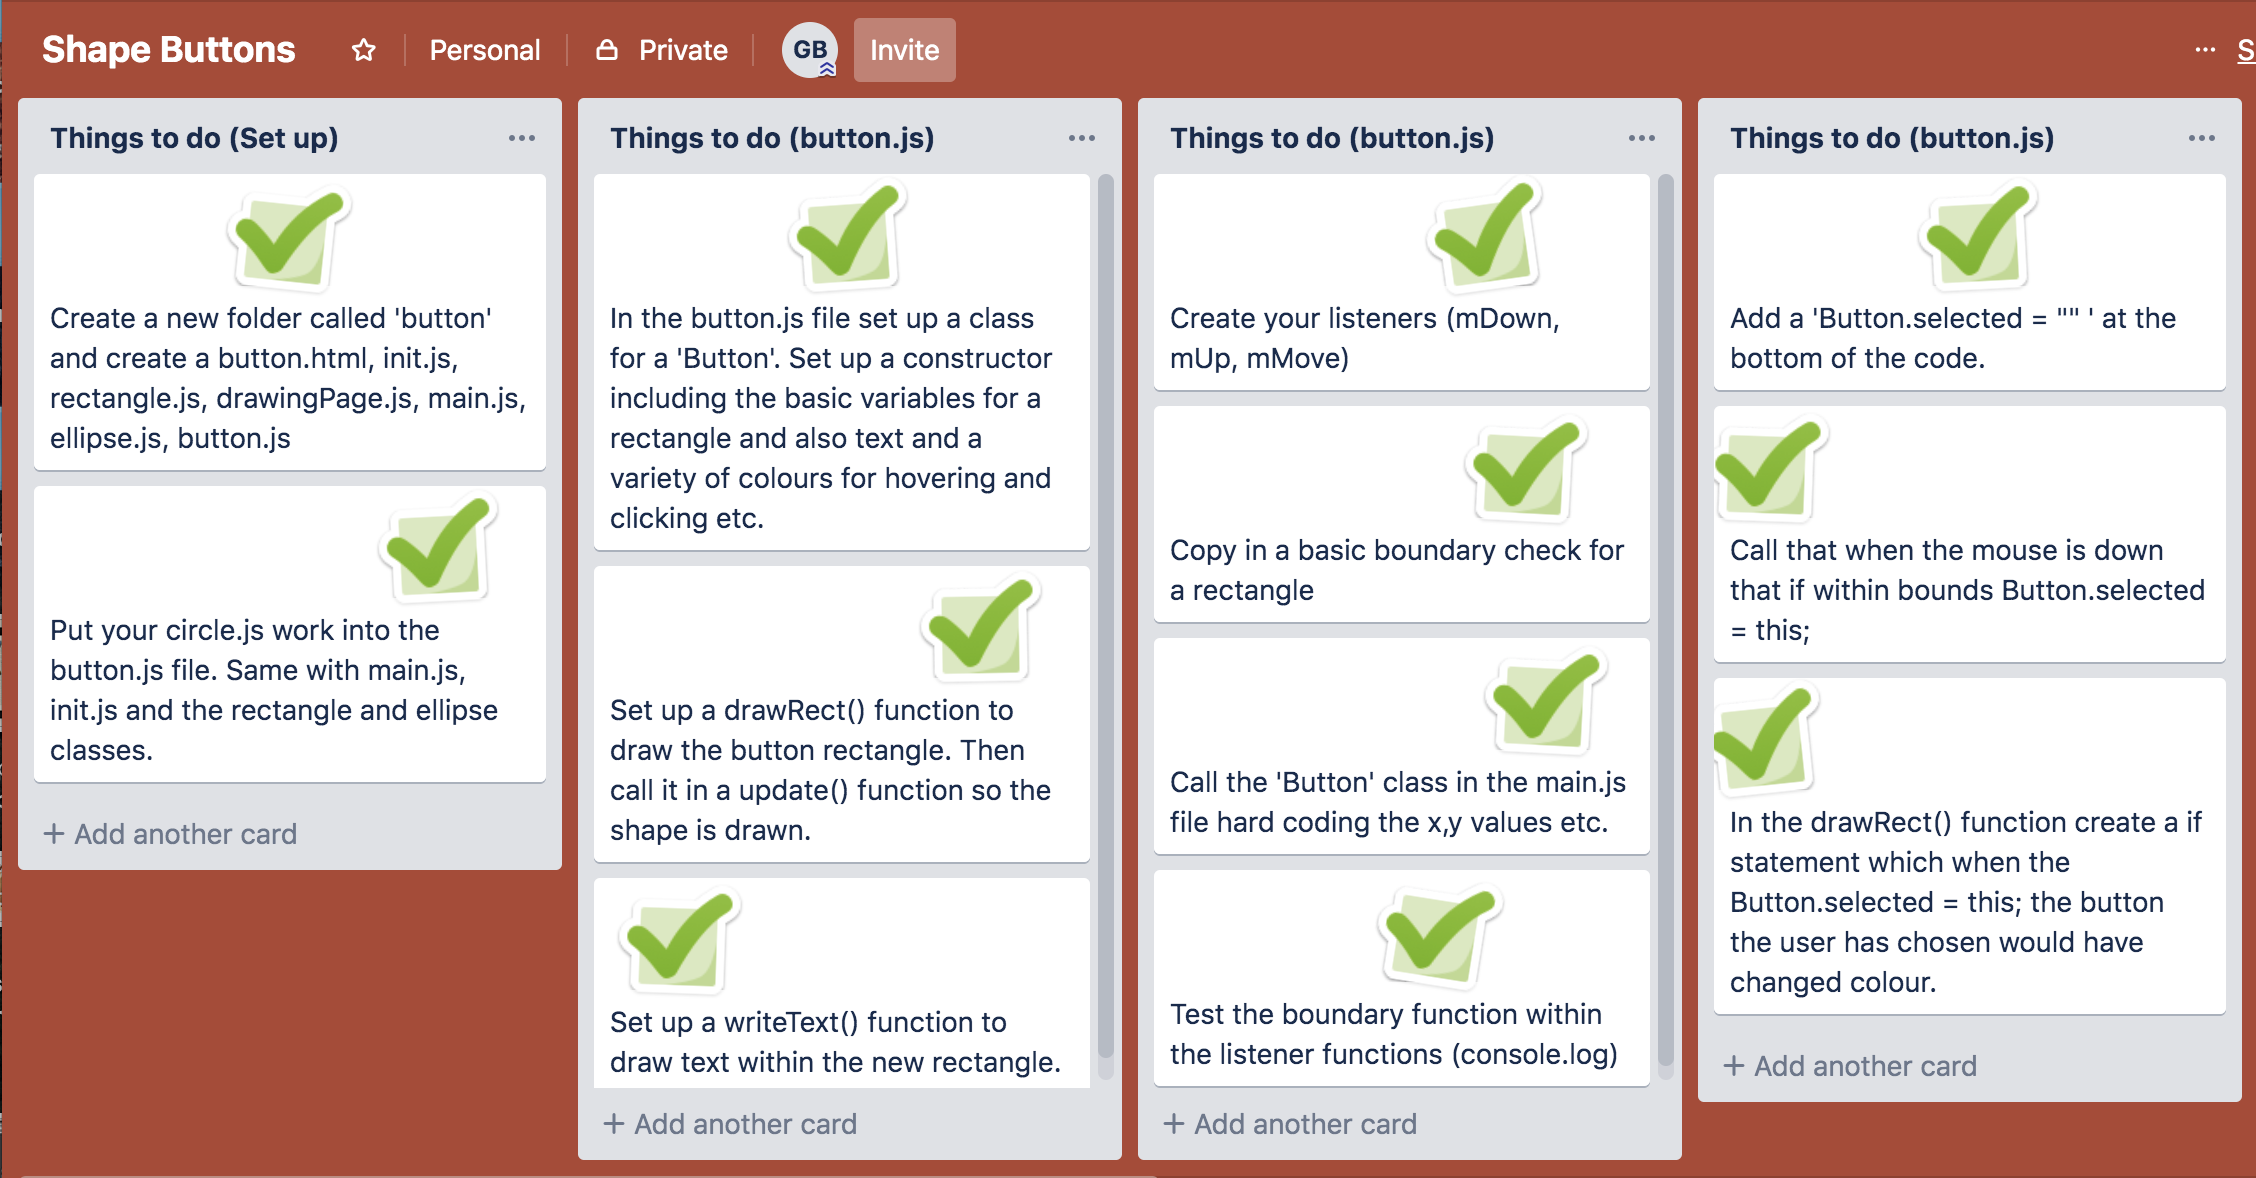 Shape Buttons
Personal
Private
GB
Invite
...
S
Things to do (Set up)
Create a new folder called 'button'
and create a button.html, init.js,
rectangle.js, drawingPage.js, main.js,
ellipse.js, button.js
Put your circle.js work into the
button.js file. Same with main.js,
init.js and the rectangle and ellipse
classes.
+ Add another card
Things to do (button.js)
In the button.js file set up a class
for a 'Button'. Set up a constructor
including the basic variables for a
rectangle and also text and a
variety of colours for hovering and
clicking etc.
Set up a drawRect() function to
draw the button rectangle. Then
call it in a update() function so the
shape is drawn.
Set up a writeText() function to
draw text within the new rectangle.
+ Add another card
Things to do (button.js)
Create your listeners (mDown,
mUp, mMove)
Copy in a basic boundary check for
a rectangle
Call the 'Button' class in the main.js
file hard coding the x,y values etc.
Test the boundary function within
the listener functions (console.log)
+ Add another card
Things to do (button.js)
Add a 'Button.selected = "" ' at the
bottom of the code.
Call that when the mouse is down
that if within bounds Button.selected
= this;
In the drawRect() function create a if
statement which when the
Button.selected = this; the button
the user has chosen would have
changed colour.
+ Add another card